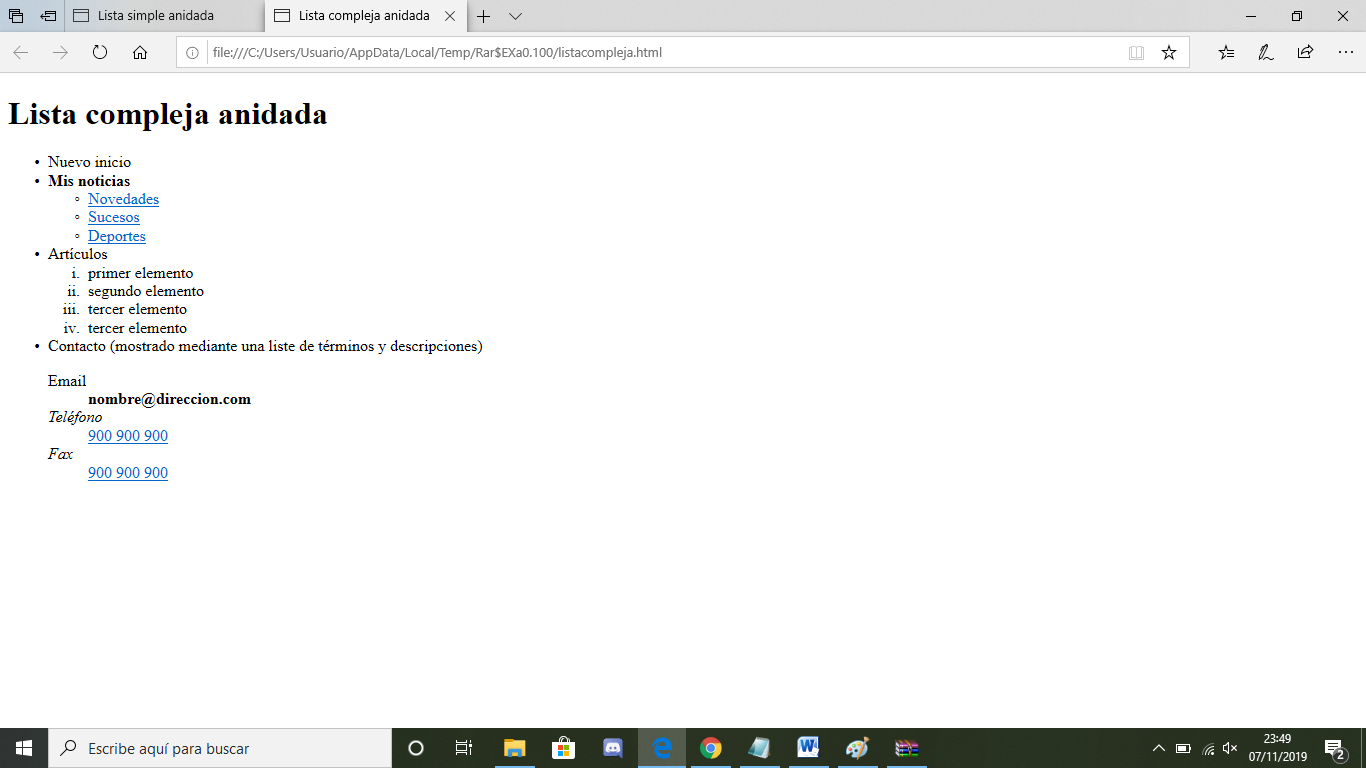 Lista simple anidada
Lista compleja anidada
file:///C:/Users/Usuario/AppData/Local/Temp/Rar$EXa0.100/listacompleja.html
Lista compleja anidada
• Nuevo inicio
• Mis noticias
◦ Novedades
◦ Sucesos
◦ Deportes
• Artículos
i. primer elemento
ii. segundo elemento
iii. tercer elemento
iv. tercer elemento
• Contacto (mostrado mediante una liste de términos y descripciones)
Email
nombre@direccion.com
Teléfono
900 900 900
Fax
900 900 900
Escribe aquí para buscar
23:49
07/11/2019
2